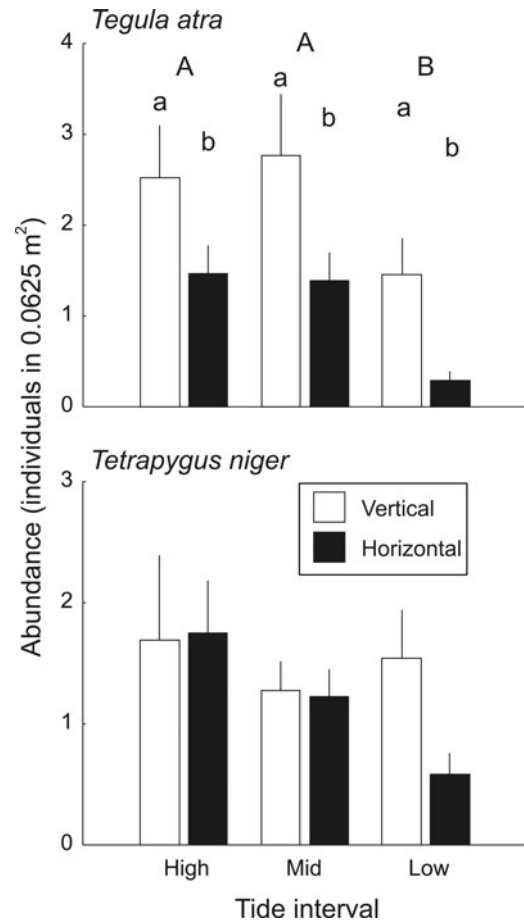 Tegula atra
4
3
2
1
0
A
A
B
a
b
a
b
a
b
Abundance (individuals in 0.0625 m²)
Tetrapygus niger
3
2
1
0
Vertical
Horizontal
High Mid Low
Tide interval